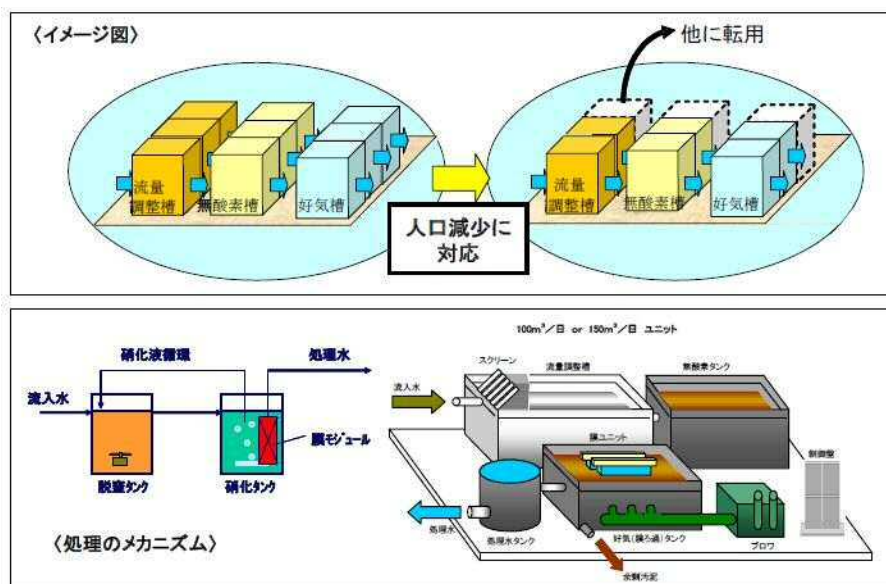 〈イメージ図〉
他に転用
流量
調整槽
無酸素槽
好気槽
人口減少に
対応
流量
調整槽
無酸素槽
好気槽
100m³/日 or 150m³/日 ユニット
硝化液循環
処理水
流入水
膜モジュール
脱窒タンク
硝化タンク
〈処理のメカニズム〉
スクリーン
流量調整槽
無酸素タンク
流入水
膜ユニット
制御盤
処理水
処理水タンク
好気(膜ろ過)タンク
ブロワ
余剰汚泥